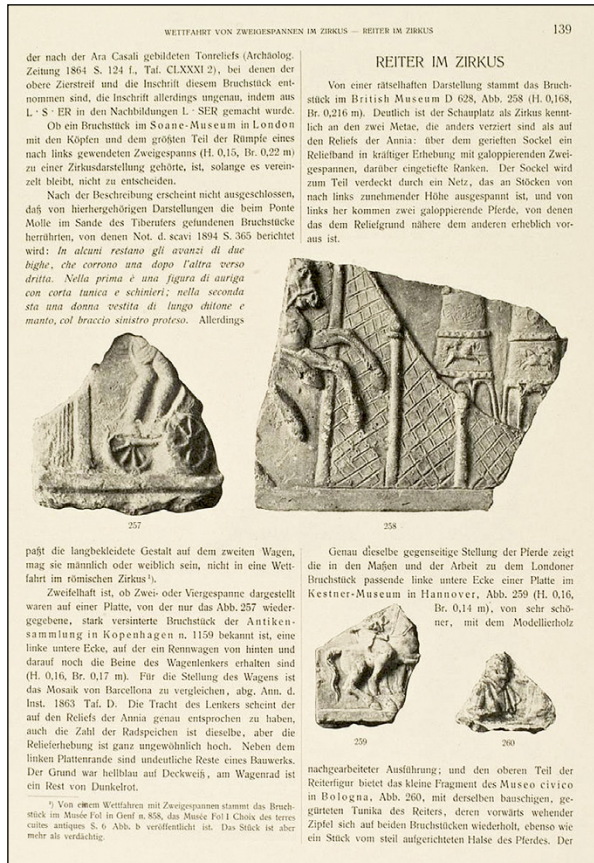 WETTFAHRT VON ZWEIGESPANNEN IM ZIRKUS — REITER IM ZIRKUS
139
der nach der Ara Casali gebildeten Tonreliefs (Archäolog.
Zeitung 1864 S. 124 f., Taf. CLXXXI 2), bei denen der
obere Zierstreif und die Inschrift diesem Bruchstück ent-
nommen sind, die Inschrift allerdings ungenau, indem aus
L · S · ER in den Nachbildungen L · SER gemacht wurde.
Ob ein Bruchstück im Soane-Museum in London
mit den Köpfen und dem größten Teil der Rümpfe eines
nach links gewendeten Zweigespanns (H. 0,15, Br. 0,22 m)
zu einer Zirkusdarstellung gehörte, ist, solange es verein-
zelt bleibt, nicht zu entscheiden.
Nach der Beschreibung erscheint nicht ausgeschlossen,
daß von hierhergehörigen Darstellungen die beim Ponte
Molle im Sande des Tiberufers gefundenen Bruchstücke
herrührten, von denen Not. d. scavi 1894 S. 365 berichtet
wird: In alcuni restano gli avanzi di due
bighe, che corrono una dopo l'altra verso
dritta. Nella prima è una figura di auriga
con corta tunica e schinieri; nella seconda
sta una donna vestita di lungo chitone e
manto, col braccio sinistro proteso. Allerdings
257
paßt die langbekleidete Gestalt auf dem zweiten Wagen,
mag sie männlich oder weiblich sein, nicht in eine Wett-
fahrt im römischen Zirkus¹).
Zweifelhaft ist, ob Zwei- oder Viergespanne dargestellt
waren auf einer Platte, von der nur das Abb. 257 wieder-
gegebene, stark versinterte Bruchstück der Antiken-
sammlung in Kopenhagen n. 1159 bekannt ist, eine
linke untere Ecke, auf der ein Rennwagen von hinten und
darauf noch die Beine des Wagenlenkers erhalten sind
(H. 0,16, Br. 0,17 m). Für die Stellung des Wagens ist
das Mosaik von Barcellona zu vergleichen, abg. Ann. d.
Inst. 1863 Taf. D. Die Tracht des Lenkers scheint der
auf den Reliefs der Annia genau entsprochen zu haben,
auch die Zahl der Radspeichen ist dieselbe, aber die
Relieferhebung ist ganz ungewöhnlich hoch. Neben dem
linken Plattenrande sind undeutliche Reste eines Bauwerks.
Der Grund war hellblau auf Deckweiß, am Wagenrad ist
ein Rest von Dunkelrot.
¹) Von einem Wettfahren mit Zweigespannen stammt das Bruch-
stück im Musée Fol in Genf n. 858, das Musée Fol I Choix des terres
cuites antiques S. 6 Abb. b veröffentlicht ist. Das Stück ist aber
mehr als verdächtig.
REITER IM ZIRKUS
Von einer rätselhaften Darstellung stammt das Bruch-
stück im British Museum D 628, Abb. 258 (H. 0,168,
Br. 0,216 m). Deutlich ist der Schauplatz als Zirkus kennt-
lich an den zwei Metae, die anders verziert sind als auf
den Reliefs der Annia: über dem gerieften Sockel ein
Reliefband in kräftiger Erhebung mit galoppierenden Zwei-
gespannen, darüber eingetiefte Ranken. Der Sockel wird
zum Teil verdeckt durch ein Netz, das an Stöcken von
nach links zunehmender Höhe ausgespannt ist, und von
links her kommen zwei galoppierende Pferde, von denen
das dem Reliefgrund nähere dem anderen erheblich vor-
aus ist.
258
Genau dieselbe gegenseitige Stellung der Pferde zeigt
die in den Maßen und der Arbeit zu dem Londoner
Bruchstück passende linke untere Ecke einer Platte im
Kestner-Museum in Hannover, Abb. 259 (H. 0,16,
Br. 0,14 m), von sehr schö-
ner, mit dem Modellierholz
259
260
nachgearbeiteter Ausführung; und den oberen Teil der
Reiterfigur bietet das kleine Fragment des Museo civico
in Bologna, Abb. 260, mit derselben bauschigen, ge-
gürteten Tunika des Reiters, deren vorwärts wehender
Zipfel sich auf beiden Bruchstücken wiederholt, ebenso wie
ein Stück vom steil aufgerichteten Halse des Pferdes. Der